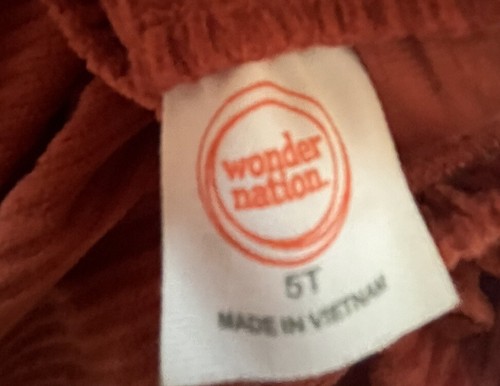 wonder
nation.
5T
MADE IN VIETNAM